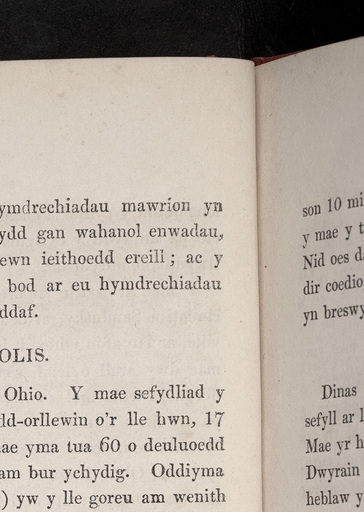 ymdrechiadau mawrion yn
ydd gan wahanol enwadau,
ewn ieithoedd ereill; ac y
bod ar eu hymdrechiadau
ddaf.
OLIS.
Ohio. Y mae sefydliad y
dd-orllewin o'r lle hwn, 17
ae yma tua 60 o deuluoedd
am bur ychydig. Oddiyma
) yw y lle goreu am wenith
son 10 mi
y mae y t
Nid oes d
dir coedio
yn breswy
Dinas
sefyll ar l
Mae yr h
Dwyrain
heblaw y